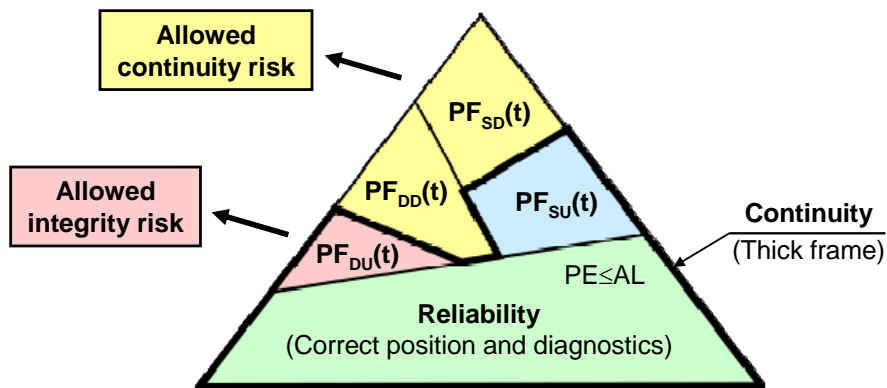 Allowed
continuity risk
PF_SD(t)
Allowed
integrity risk
PF_DD(t)
PF_SU(t)
Continuity
(Thick frame)
PF_DU(t)
PE≤AL
Reliability
(Correct position and diagnostics)